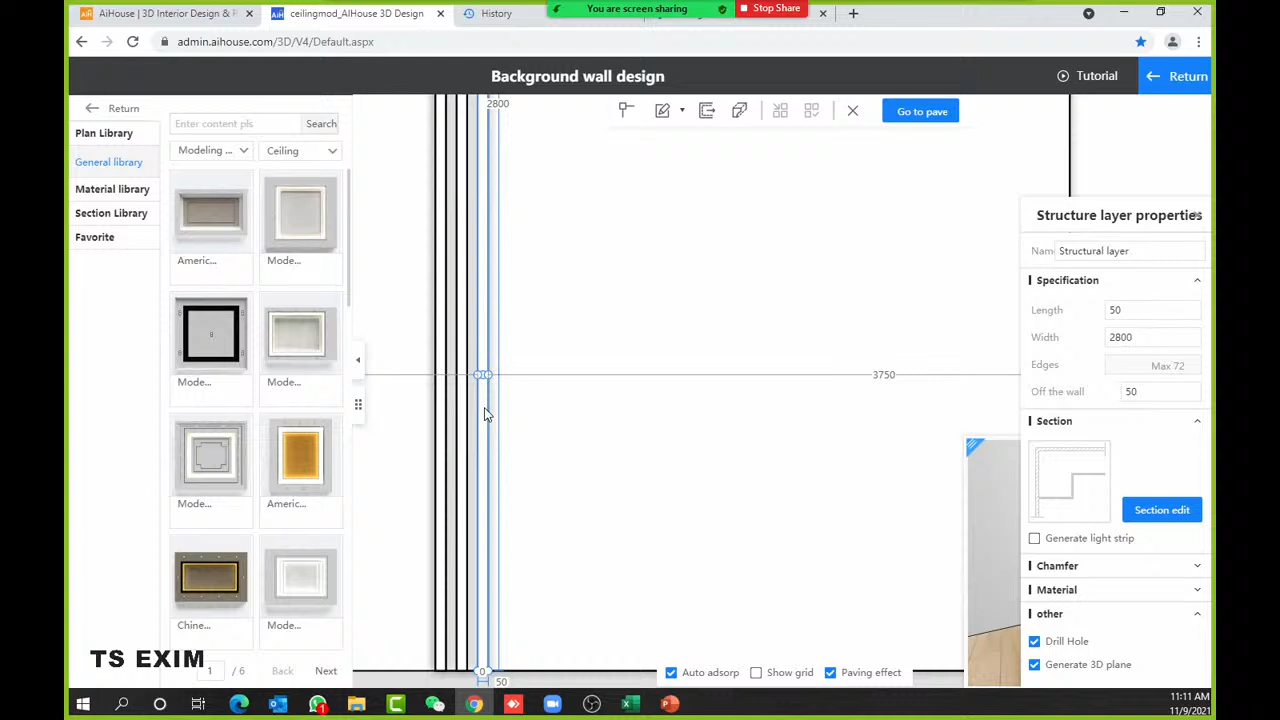 AiHouse | 3D Interior Design & F
ceilingmod_AIHouse 3D Design
History
You are screen sharing
Stop Share
admin.aihouse.com/3D/V4/Default.aspx
Background wall design
Tutorial
Return
Return
Plan Library
General library
Material library
Section Library
Favorite
Enter content pls
Search
Modeling ...
Ceiling
Americ...
Mode...
Mode...
Mode...
Mode...
Americ...
Chine...
Mode...
1 / 6
Back
Next
2800
Go to pave
3750
0
50
Auto adsorp
Show grid
Paving effect
Structure layer properties
Nam
Structural layer
Specification
Length
50
Width
2800
Edges
Max 72
Off the wall
50
Section
Section edit
Generate light strip
Chamfer
Material
other
Drill Hole
Generate 3D plane
TS EXIM
11:11 AM
11/9/2021